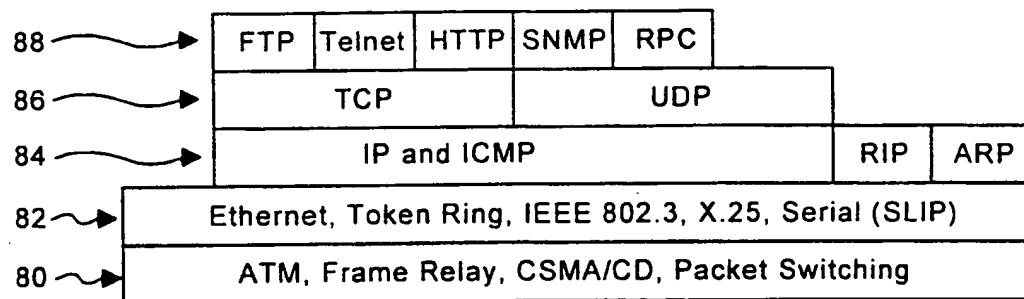 88 FTP Telnet HTTP SNMP RPC
86 TCP UDP
84 IP and ICMP RIP ARP
82 Ethernet, Token Ring, IEEE 802.3, X.25, Serial (SLIP)
80 ATM, Frame Relay, CSMA/CD, Packet Switching